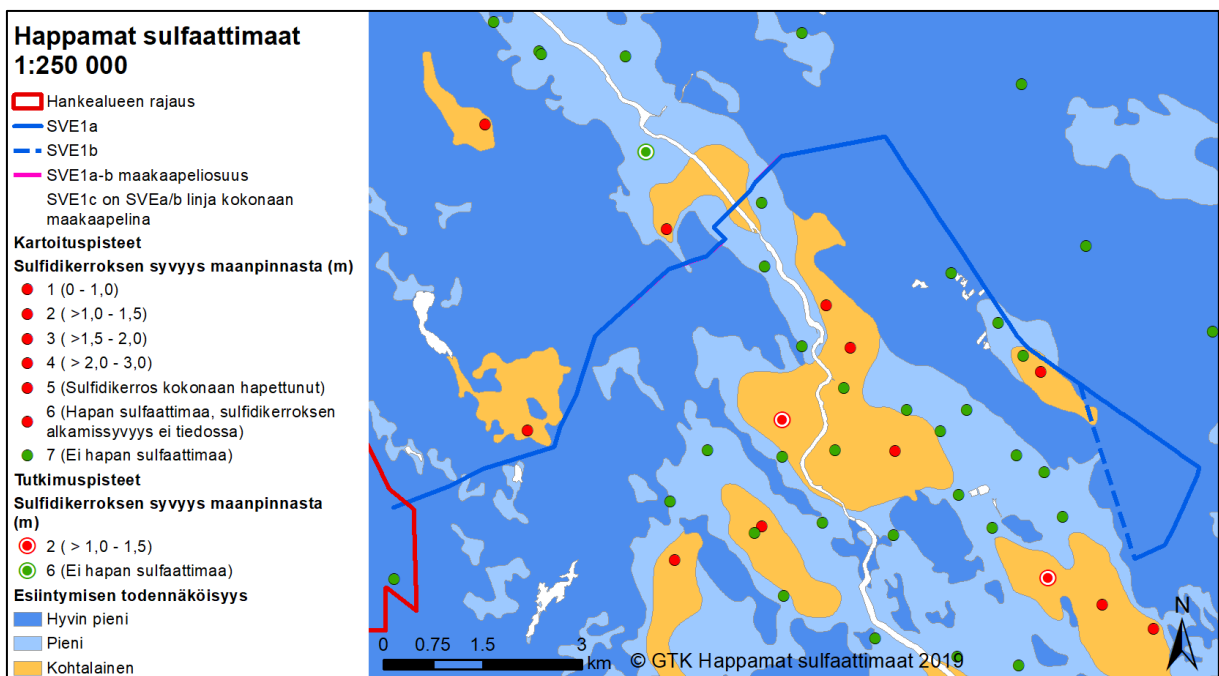 Happamat sulfaattimaat
1:250 000
Hankealueen rajaus
SVE1a
SVE1b
SVE1a-b maakaapeliosuus
SVE1c on SVEa/b linja kokonaan
maakaapelina
Kartoituspisteet
Sulfidikerroksen syvyys maanpinnasta (m)
1 (0 - 1,0)
2 ( >1,0 - 1,5)
3 ( >1,5 - 2,0)
4 ( > 2,0 - 3,0)
5 (Sulfidikerros kokonaan hapettunut)
6 (Hapan sulfaattimaa, sulfidikerroksen
alkamissyvyys ei tiedossa)
7 (Ei hapan sulfaattimaa)
Tutkimuspisteet
Sulfidikerroksen syvyys maanpinnasta
(m)
2 ( > 1,0 - 1,5)
6 (Ei hapan sulfaattimaa)
Esiintymisen todennäköisyys
Hyvin pieni
Pieni
Kohtalainen
0 0.75 1.5 3
km
© GTK Happamat sulfaattimaat 2019
N